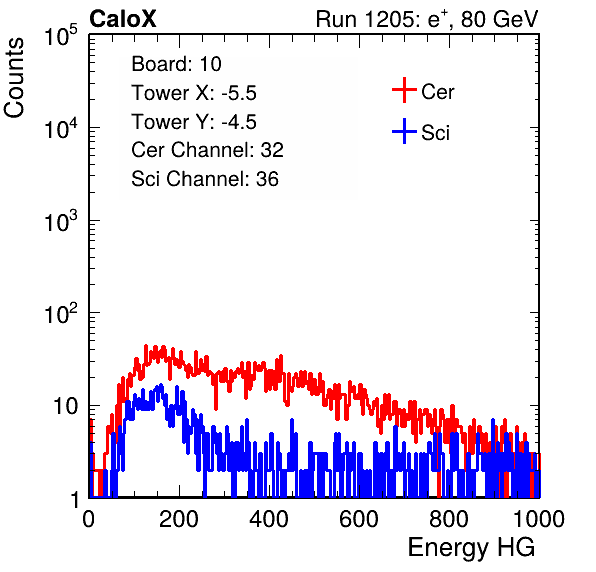 CaloX Run 1205: e⁺, 80 GeV
Counts
10⁵
10⁴
10³
10²
10
1
Board: 10
Tower X: -5.5
Tower Y: -4.5
Cer Channel: 32
Sci Channel: 36
Cer
Sci
0 200 400 600 800 1000
Energy HG